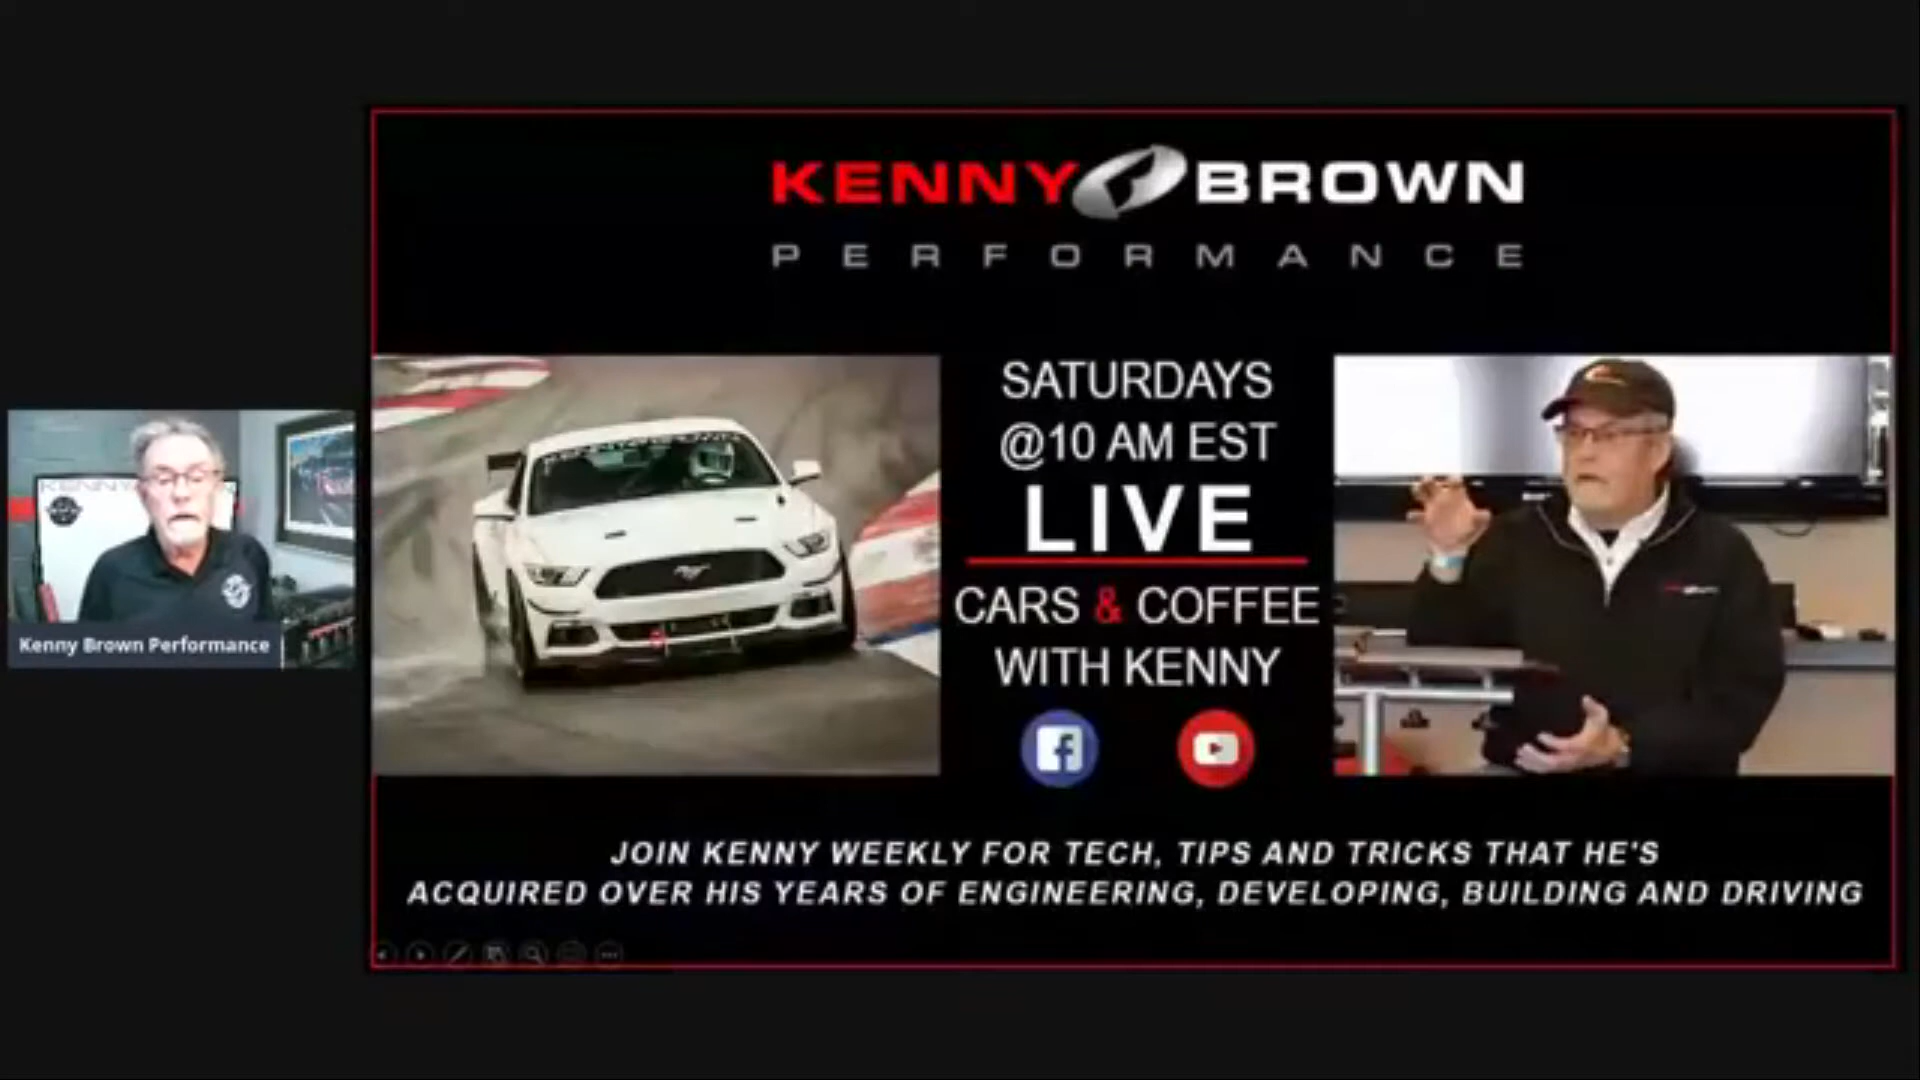 KENNY BROWN
PERFORMANCE
SATURDAYS
@10 AM EST
LIVE
CARS & COFFEE
WITH KENNY
JOIN KENNY WEEKLY FOR TECH, TIPS AND TRICKS THAT HE'S
ACQUIRED OVER HIS YEARS OF ENGINEERING, DEVELOPING, BUILDING AND DRIVING
KENNY
Kenny Brown Performance